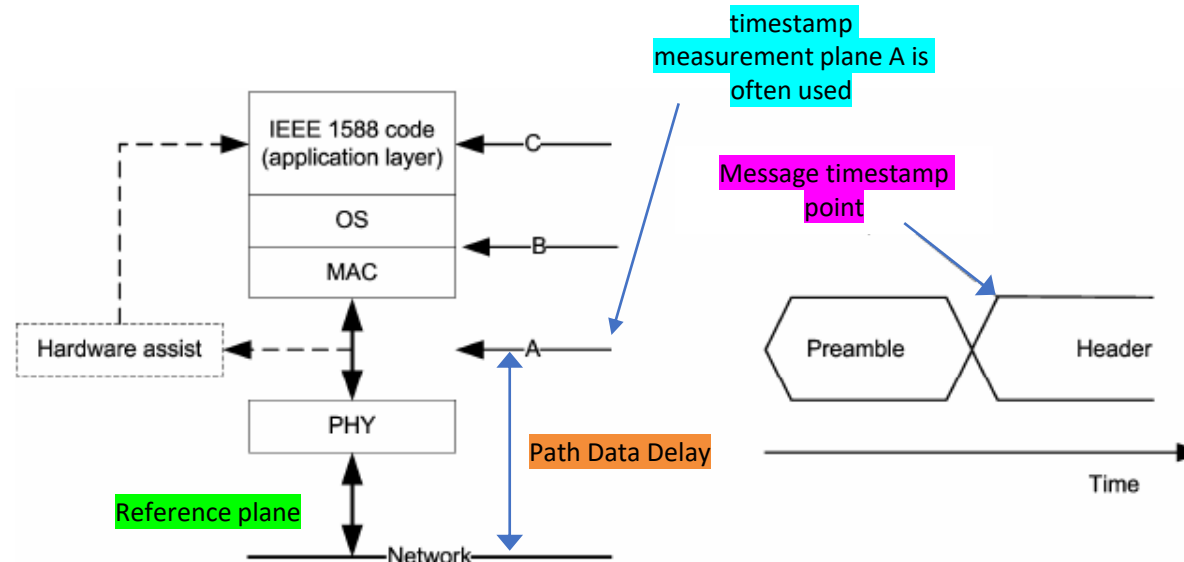 timestamp
measurement plane A is
often used
IEEE 1588 code
(application layer)
C
Message timestamp
point
OS
B
MAC
Hardware assist
A
Preamble
Header
PHY
Path Data Delay
Time
Reference plane
Network